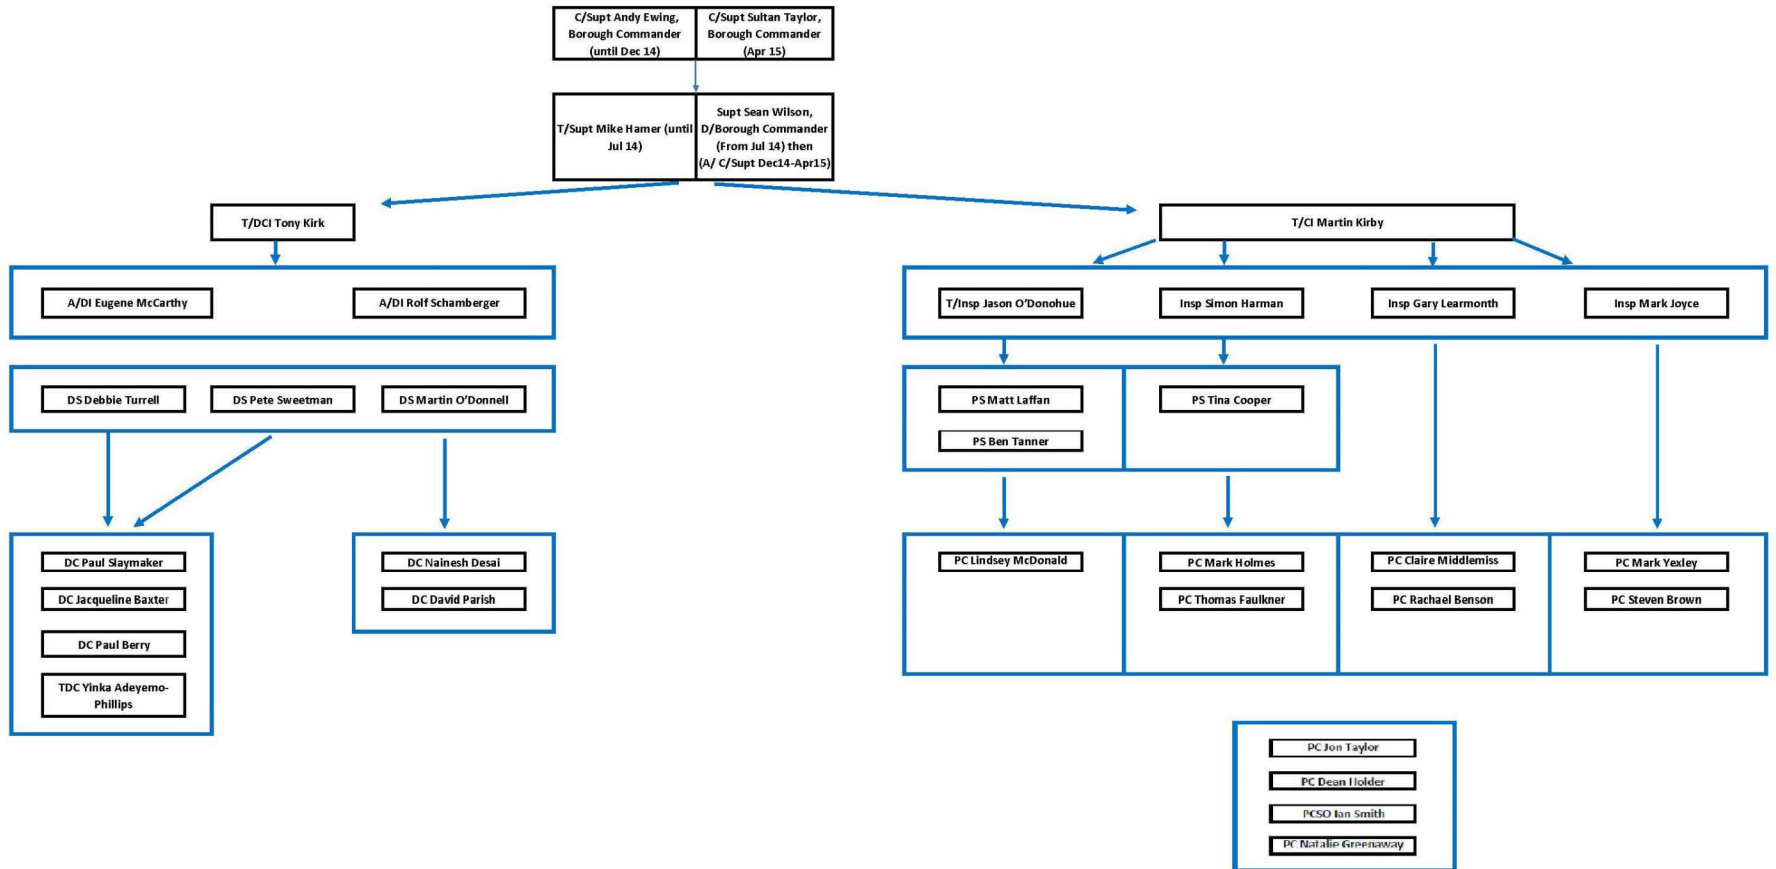 C/Supt Andy Ewing,
Borough Commander
(until Dec 14)
C/Supt Sultan Taylor,
Borough Commander
(Apr 15)
T/Supt Mike Hamer (until
Jul 14)
Supt Sean Wilson,
D/Borough Commander
(From Jul 14) then
(A/ C/Supt Dec14-Apr15)
T/DCI Tony Kirk
T/CI Martin Kirby
A/DI Eugene McCarthy
A/DI Rolf Schamberger
T/Insp Jason O’Donohue
Insp Simon Harman
Insp Gary Learmonth
Insp Mark Joyce
DS Debbie Turrell
DS Pete Sweetman
DS Martin O’Donnell
PS Matt Laffan
PS Ben Tanner
PS Tina Cooper
DC Paul Slaymaker
DC Jacqueline Baxter
DC Paul Berry
TDC Yinka Adeyemo-
Phillips
DC Nainesh Desai
DC David Parish
PC Lindsey McDonald
PC Mark Holmes
PC Thomas Faulkner
PC Claire Middlemiss
PC Rachael Benson
PC Mark Yexley
PC Steven Brown
PC Jon Taylor
PC Dean Holder
PCSO Ian Smith
PC Natalie Greenaway